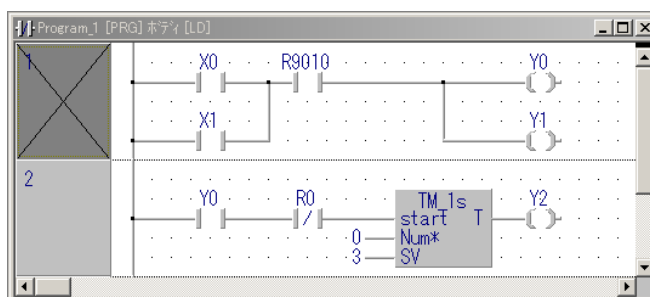 Program_1 [PRG] ボディ [LD]
1
X0 R9010 Y0
X1 Y1
2
Y0 R0 TM_1s Y2
start T
0 Num*
3 SV